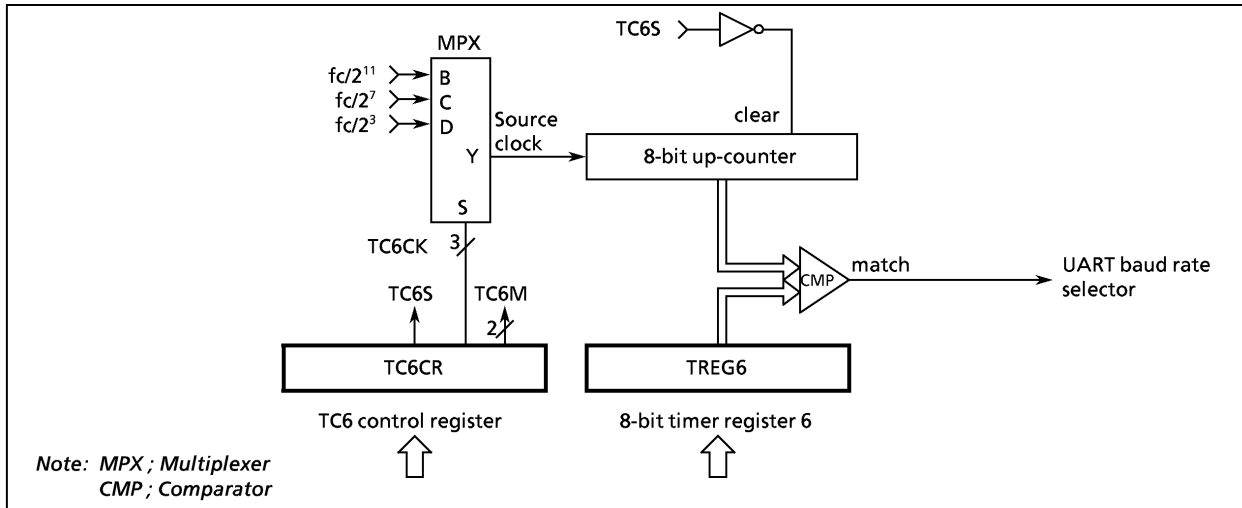 TC6S
MPX
fc/2¹¹
B
fc/2⁷
C
fc/2³
D
Source
clock
clear
Y
8-bit up-counter
S
TC6CK
3
match
UART baud rate
selector
CMP
TC6S
TC6M
2
TC6CR
TREG6
TC6 control register
8-bit timer register 6
Note: MPX ; Multiplexer
CMP ; Comparator